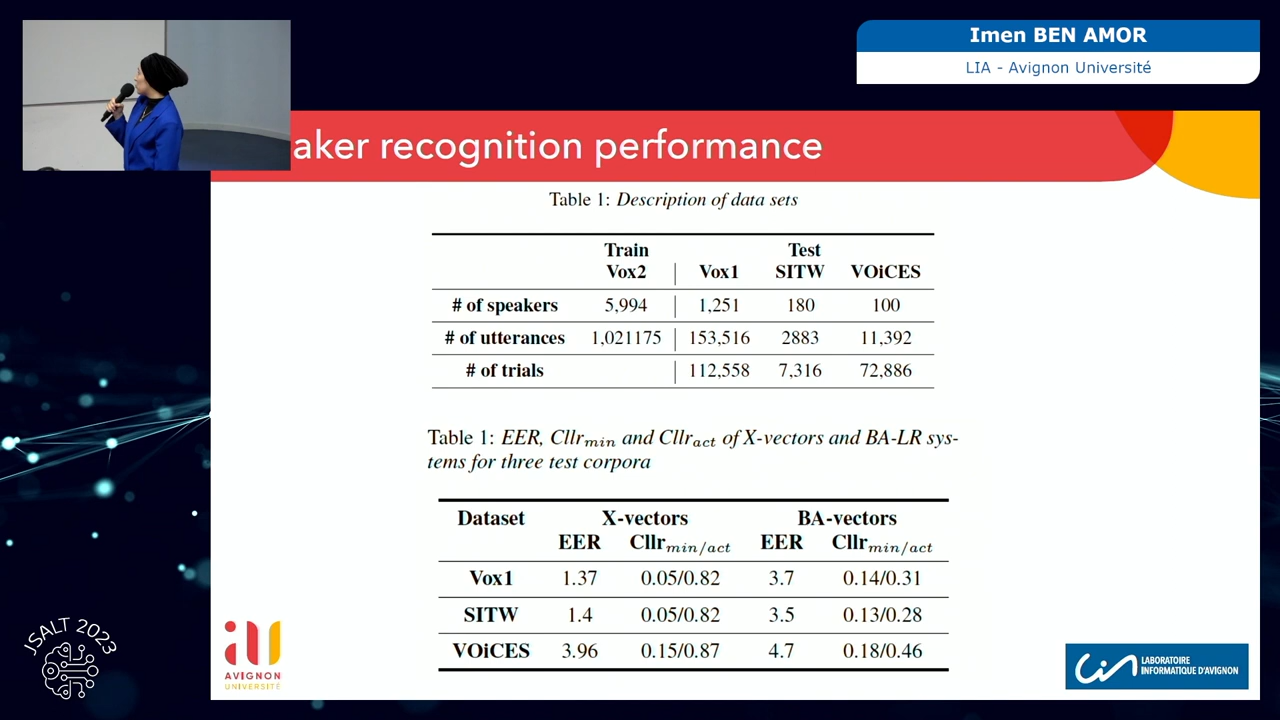 Imen BEN AMOR
LIA - Avignon Université
aker recognition performance
Table 1: Description of data sets
Train Test
Vox2 Vox1 SITW VOiCES
# of speakers 5,994 1,251 180 100
# of utterances 1,021175 153,516 2883 11,392
# of trials 112,558 7,316 72,886
Table 1: EER, Cllrmin and Cllract of X-vectors and BA-LR sys-
tems for three test corpora
Dataset X-vectors BA-vectors
EER Cllrmin/act EER Cllrmin/act
Vox1 1.37 0.05/0.82 3.7 0.14/0.31
SITW 1.4 0.05/0.82 3.5 0.13/0.28
VOiCES 3.96 0.15/0.87 4.7 0.18/0.46
JSALT 2023
AVIGNON
UNIVERSITÉ
LIA
LABORATOIRE
INFORMATIQUE D'AVIGNON